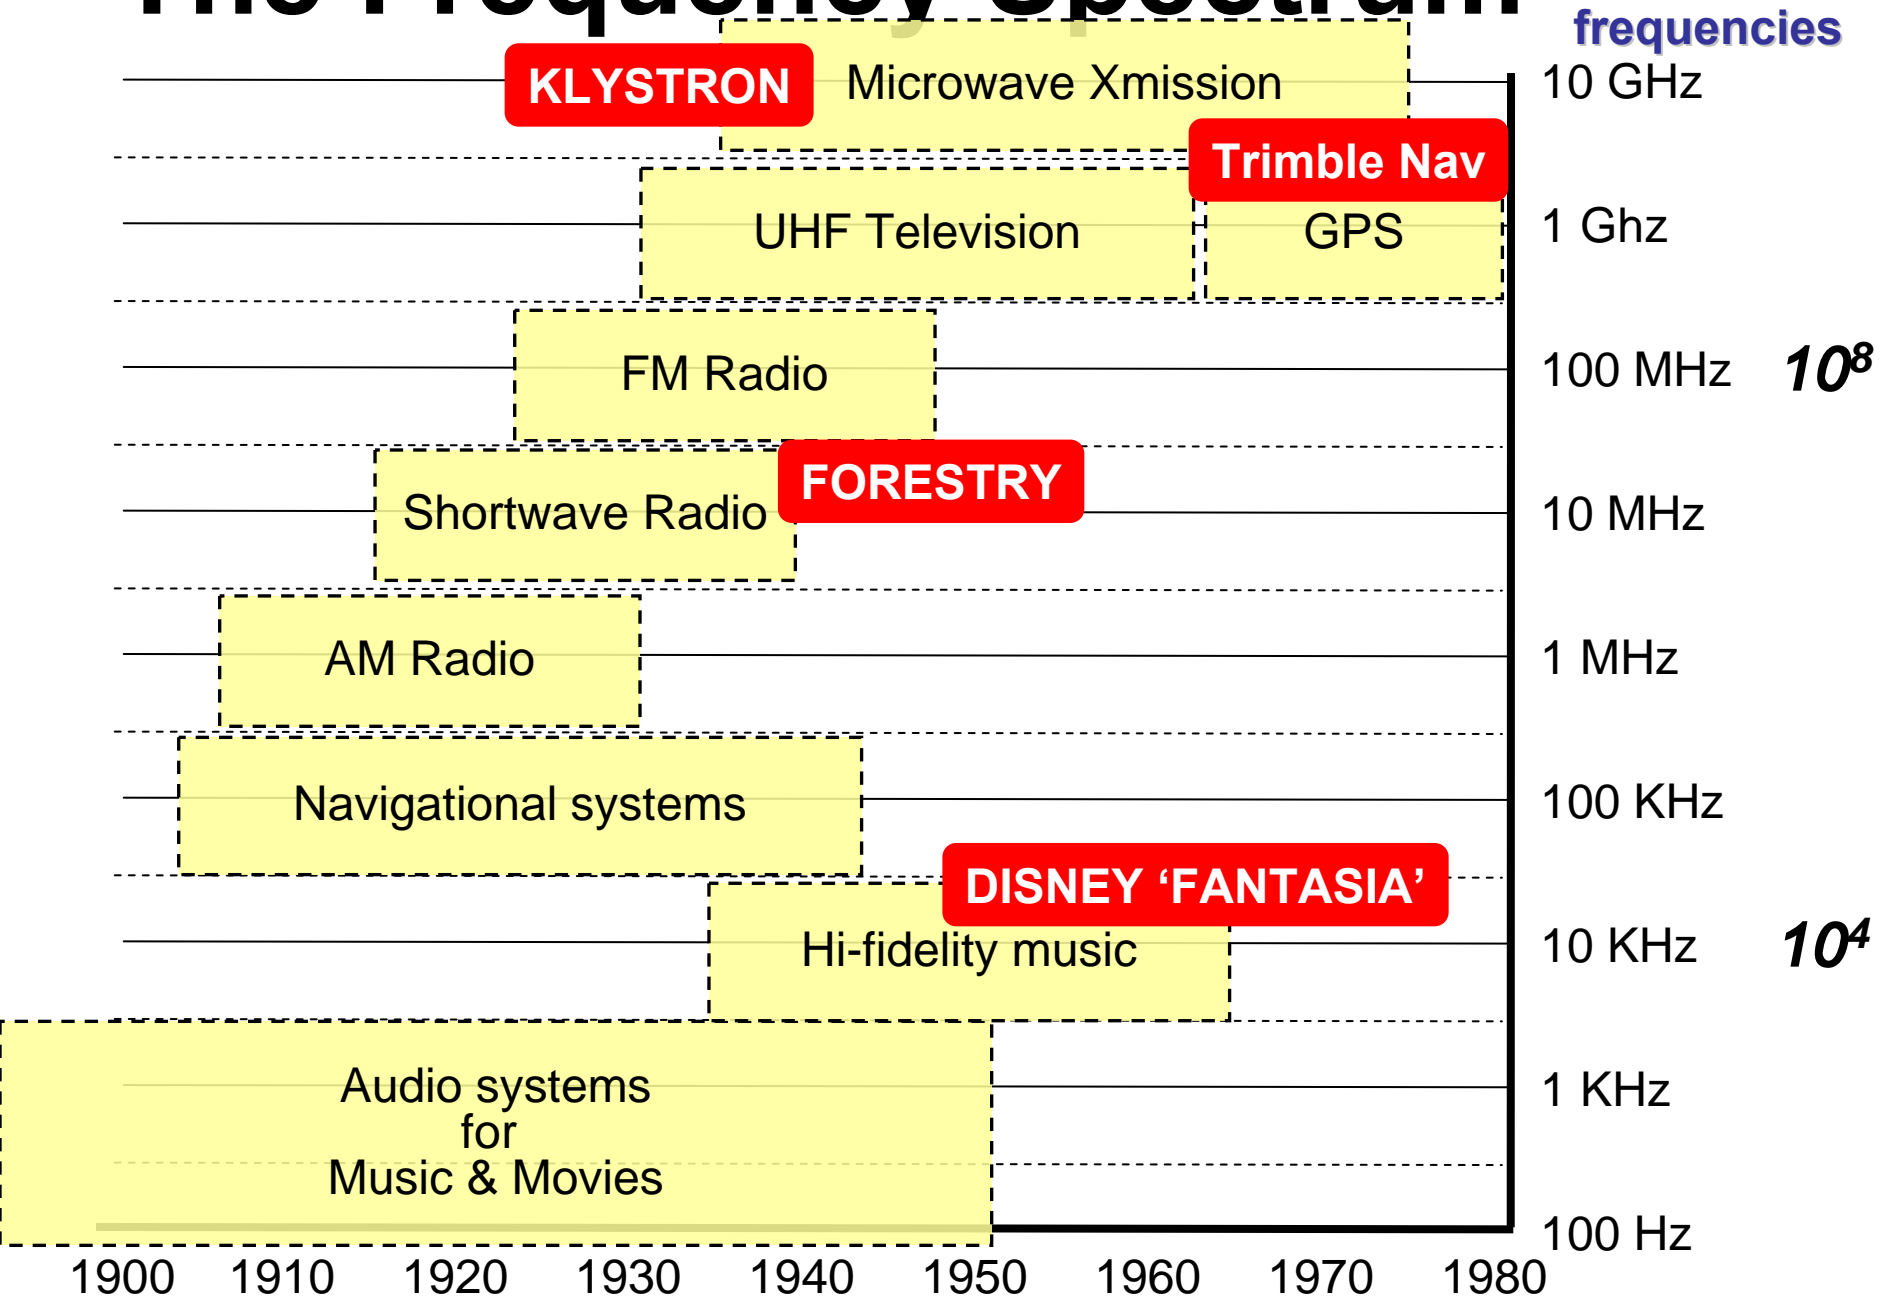 The Frequency Spectrum
frequencies
KLYSTRON
Microwave Xmission
10 GHz
Trimble Nav
UHF Television
GPS
1 Ghz
FM Radio
100 MHz
10⁸
FORESTRY
Shortwave Radio
10 MHz
AM Radio
1 MHz
Navigational systems
100 KHz
DISNEY ‘FANTASIA’
Hi-fidelity music
10 KHz
10⁴
Audio systems
for
Music & Movies
1 KHz
100 Hz
1900 1910 1920 1930 1940 1950 1960 1970 1980